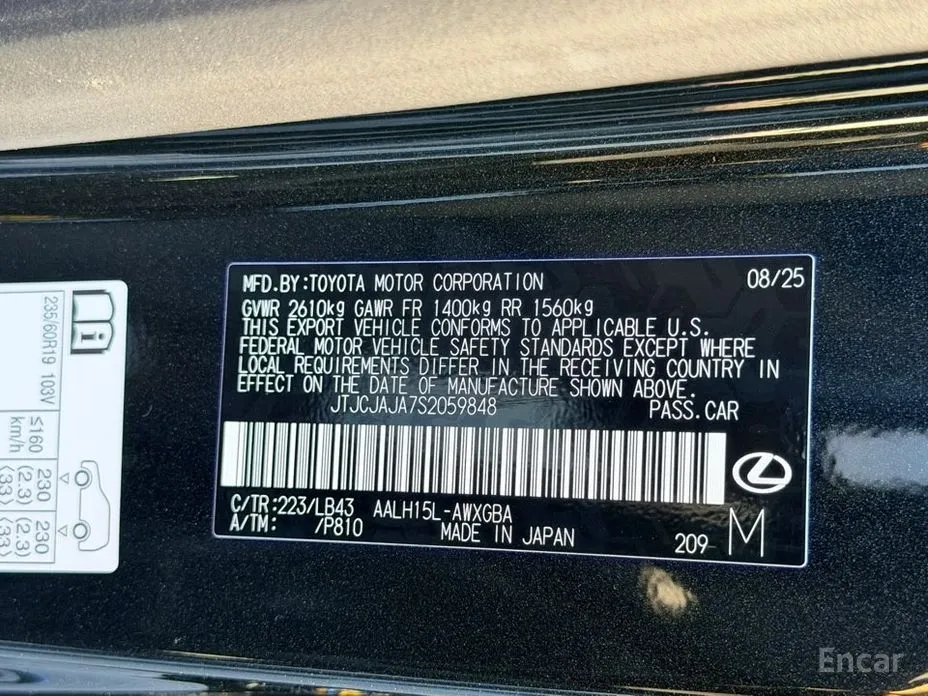 MFD.BY:TOYOTA MOTOR CORPORATION 08/25
GVWR 2610kg GAWR FR 1400kg RR 1560kg
THIS EXPORT VEHICLE CONFORMS TO APPLICABLE U.S.
FEDERAL MOTOR VEHICLE SAFETY STANDARDS EXCEPT WHERE
LOCAL REQUIREMENTS DIFFER IN THE RECEIVING COUNTRY IN
EFFECT ON THE DATE OF MANUFACTURE SHOWN ABOVE.
JTJCJAJA7S2059848 PASS.CAR
C/TR:223/LB43 AALH15L-AWXGBA
A/TM: /P810 MADE IN JAPAN 209 M
235/60R19 103V
≤160 km/h
230 (2.3) (33)
230 (2.3) (33)
Encar